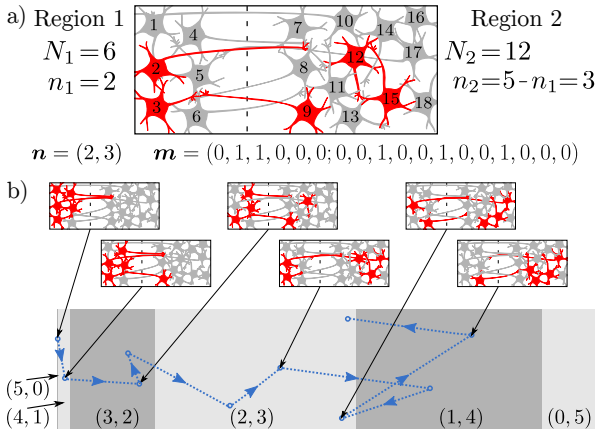 a) Region 1
N₁=6
n₁=2
1 4 7 10 14 16
2 5 8 12 17
3 6 9 11 13 15 18
Region 2
N₂=12
n₂=5-n₁=3
n = (2,3)
m = (0,1,1,0,0,0;0,0,1,0,0,1,0,0,1,0,0,0)
b)
(5,0)
(4,1)
(3,2)
(2,3)
(1,4)
(0,5)